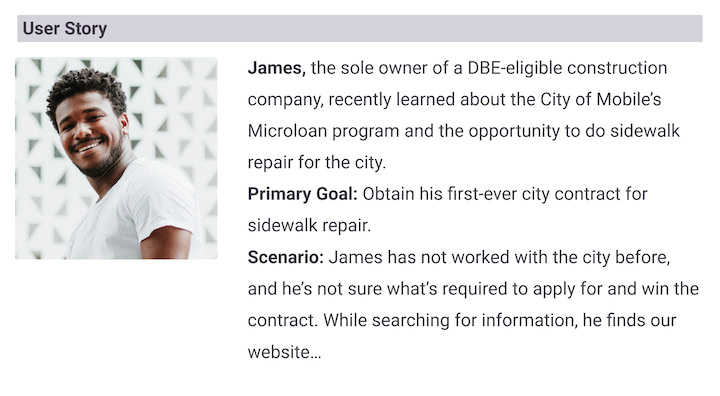 User Story
James, the sole owner of a DBE-eligible construction
company, recently learned about the City of Mobile’s
Microloan program and the opportunity to do sidewalk
repair for the city.
Primary Goal: Obtain his first-ever city contract for
sidewalk repair.
Scenario: James has not worked with the city before,
and he’s not sure what’s required to apply for and win the
contract. While searching for information, he finds our
website…